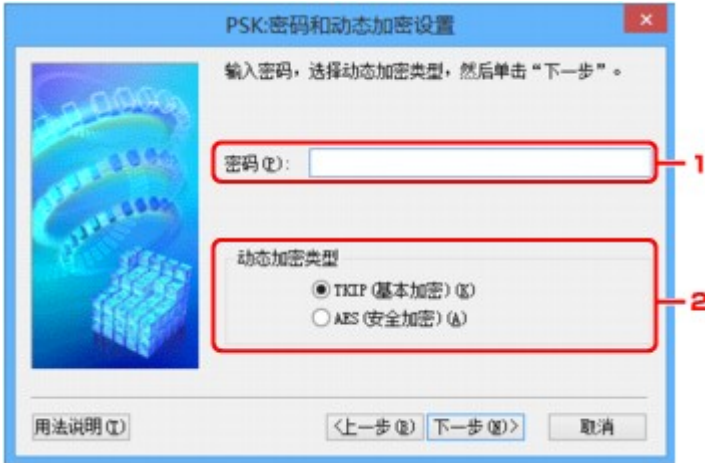 PSK:密码和动态加密设置
输入密码，选择动态加密类型，然后单击“下一步”。
密码(P):
1
动态加密类型
TKIP(基本加密)(K)
AES(安全加密)(A)
2
用法说明(I)
<上一步(B)
下一步(N)>
取消